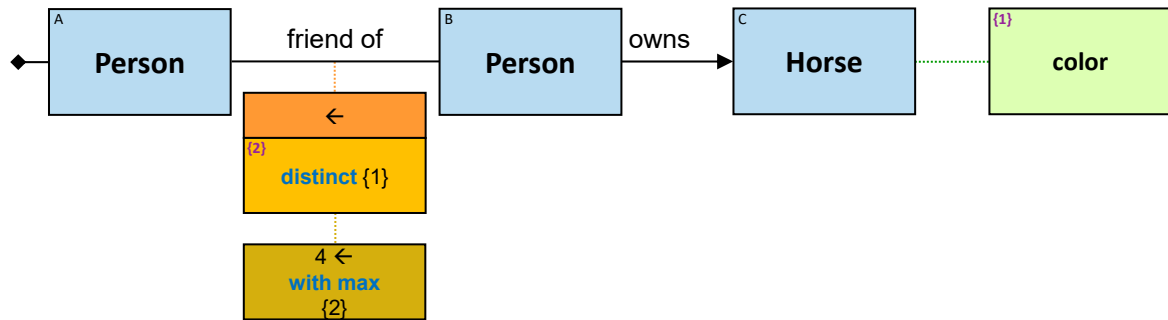 A
Person
friend of
B
Person
owns
C
Horse
{1}
color
←
{2}
distinct {1}
4 ←
with max
{2}